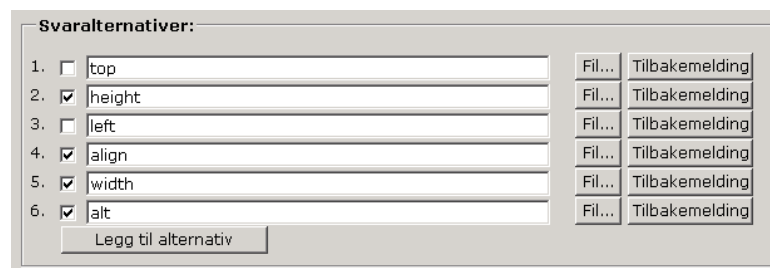 Svaralternativer:
1. top Fil... Tilbakemelding
2. height Fil... Tilbakemelding
3. left Fil... Tilbakemelding
4. align Fil... Tilbakemelding
5. width Fil... Tilbakemelding
6. alt Fil... Tilbakemelding
Legg til alternativ